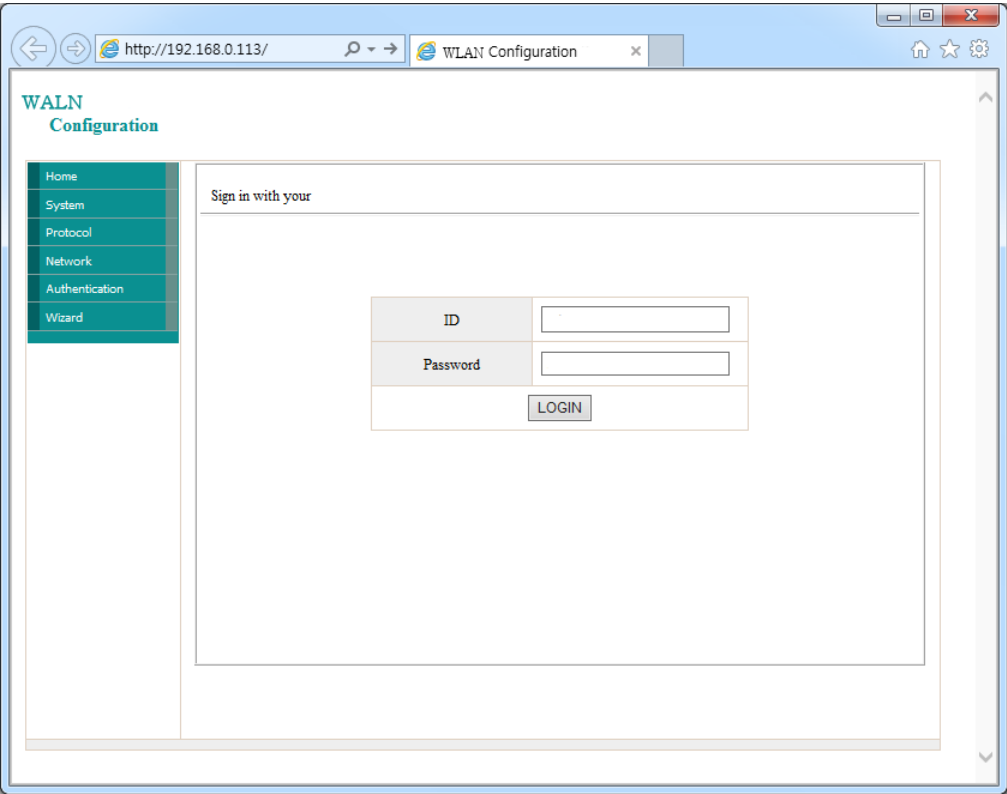 http://192.168.0.113/
WLAN Configuration
WALN
Configuration
Home
System
Protocol
Network
Authentication
Wizard
Sign in with your
ID
Password
LOGIN